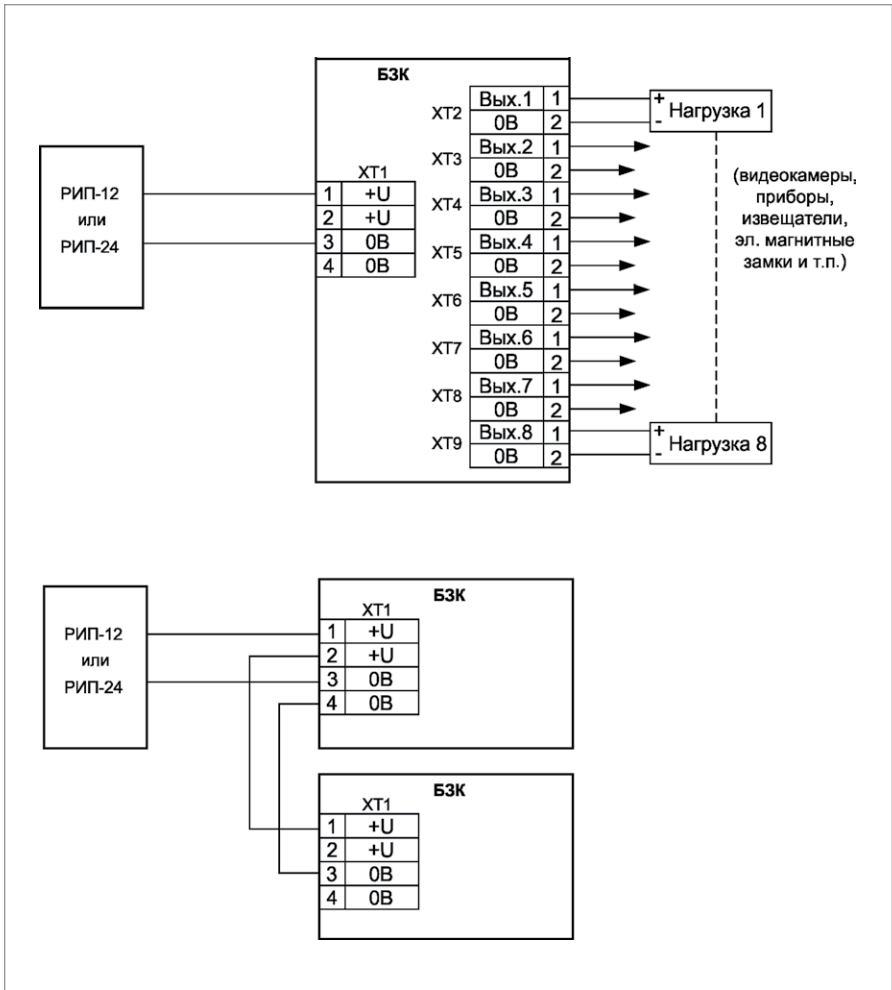 БЗК
РИП-12
или
РИП-24
XT1
1 +U
2 +U
3 0В
4 0В
XT2 Вых.1 1
0В 2
XT3 Вых.2 1
0В 2
XT4 Вых.3 1
0В 2
XT5 Вых.4 1
0В 2
XT6 Вых.5 1
0В 2
XT7 Вых.6 1
0В 2
XT8 Вых.7 1
0В 2
XT9 Вых.8 1
0В 2
+ Нагрузка 1
-
(видеокамеры,
приборы,
извещатели,
эл. магнитные
замки и т.п.)
+ Нагрузка 8
-
РИП-12
или
РИП-24
БЗК
XT1
1 +U
2 +U
3 0В
4 0В
БЗК
XT1
1 +U
2 +U
3 0В
4 0В